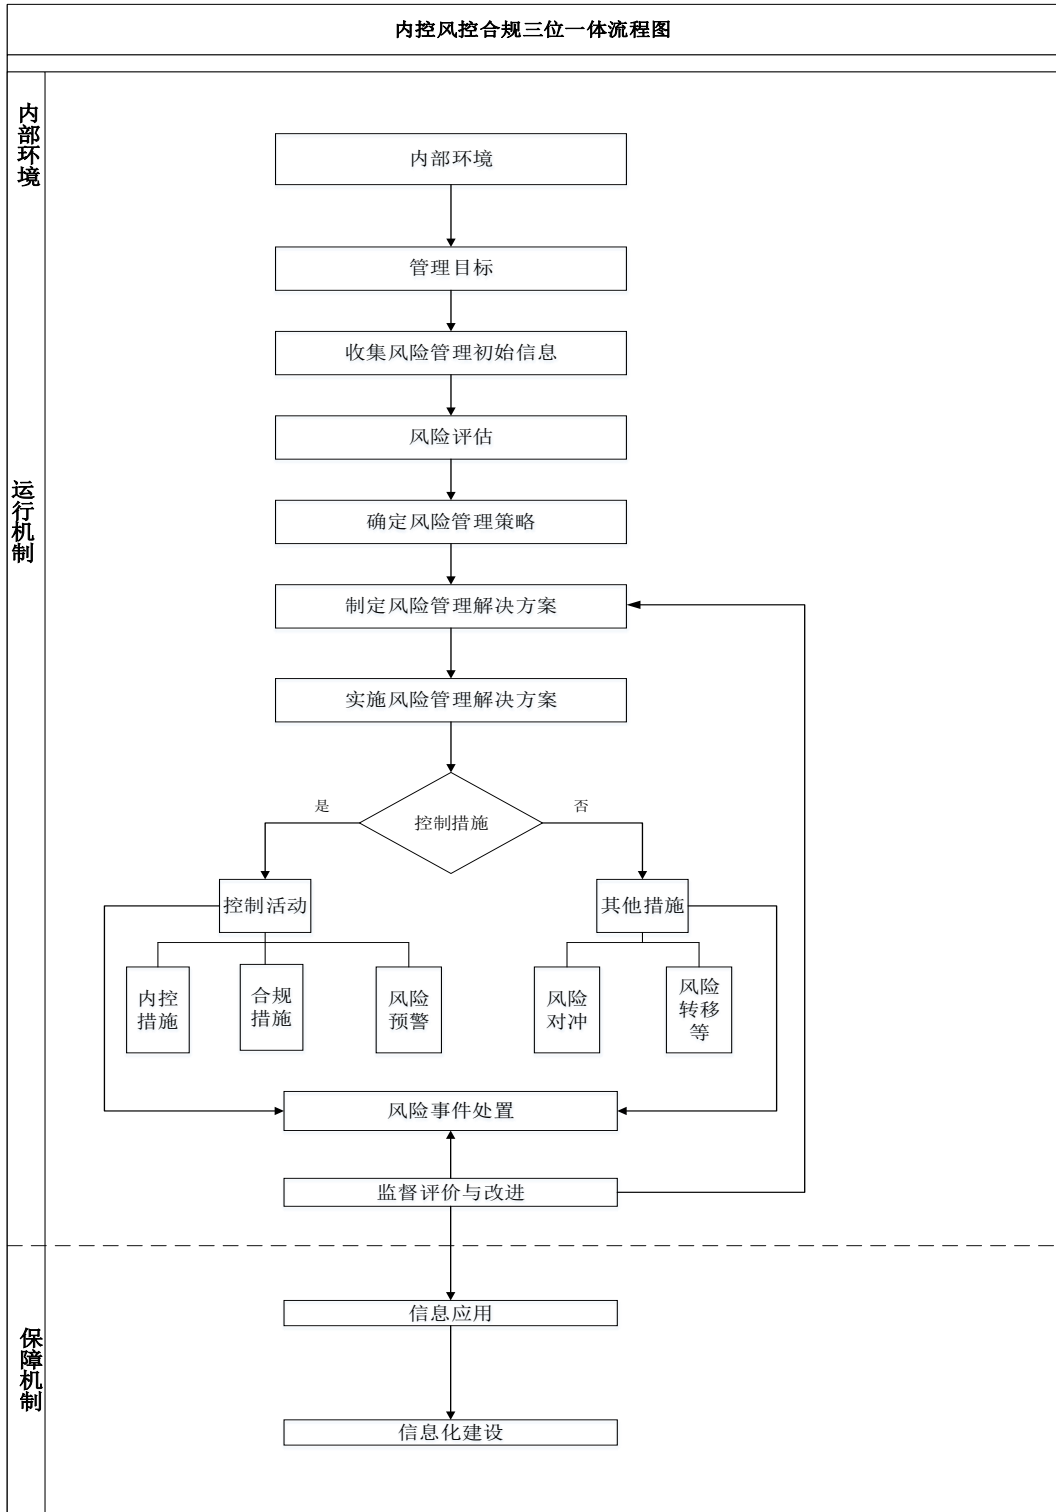 内控风控合规三位一体流程图
内部环境
内部环境
管理目标
收集风险管理初始信息
风险评估
运行机制
确定风险管理策略
制定风险管理解决方案
实施风险管理解决方案
是
控制措施
否
控制活动
其他措施
内控
措施
合规
措施
风险
预警
风险
对冲
风险
转移
等
风险事件处置
监督评价与改进
信息应用
保障机制
信息化建设